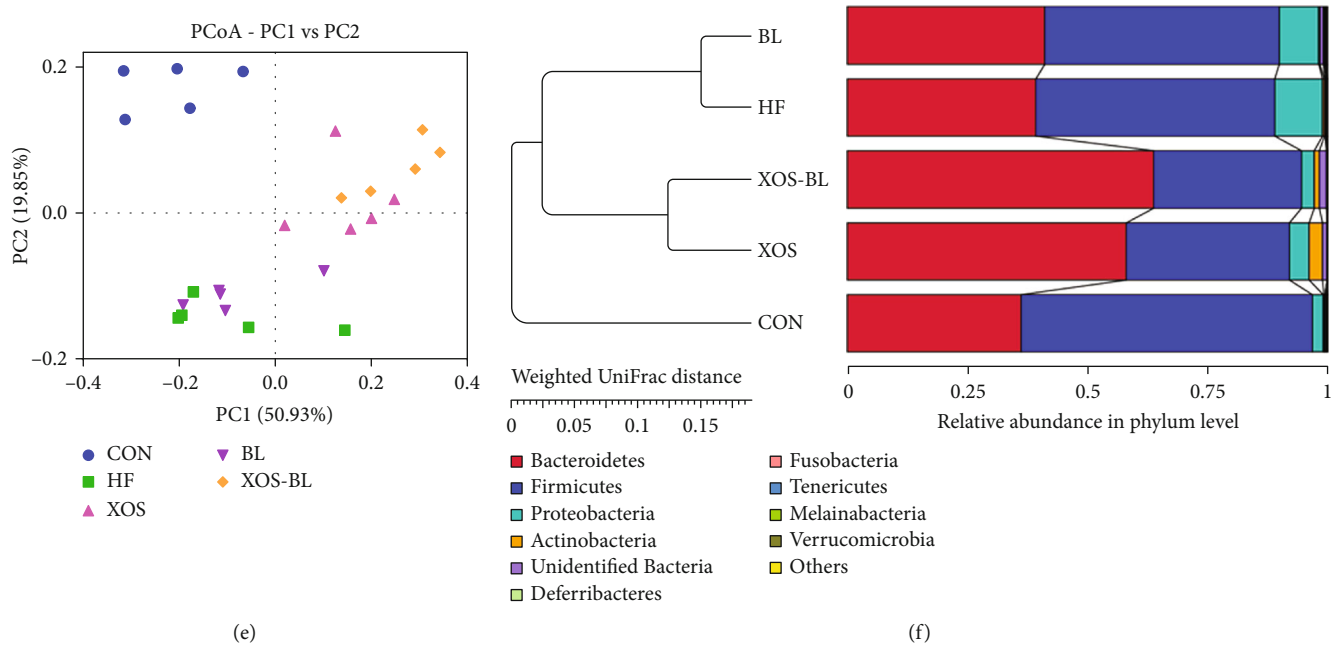 PCoA - PC1 vs PC2
PC2 (19.85%)
0.2
0.0
−0.2
−0.4
−0.2
0.0
0.2
0.4
PC1 (50.93%)
CON
HF
XOS
BL
XOS-BL
(e)
BL
HF
XOS-BL
XOS
CON
Weighted UniFrac distance
0
0.05
0.1
0.15
0
0.25
0.5
0.75
1
Relative abundance in phylum level
Bacteroidetes
Firmicutes
Proteobacteria
Actinobacteria
Unidentified Bacteria
Deferribacteres
Fusobacteria
Tenericutes
Melainabacteria
Verrucomicrobia
Others
(f)